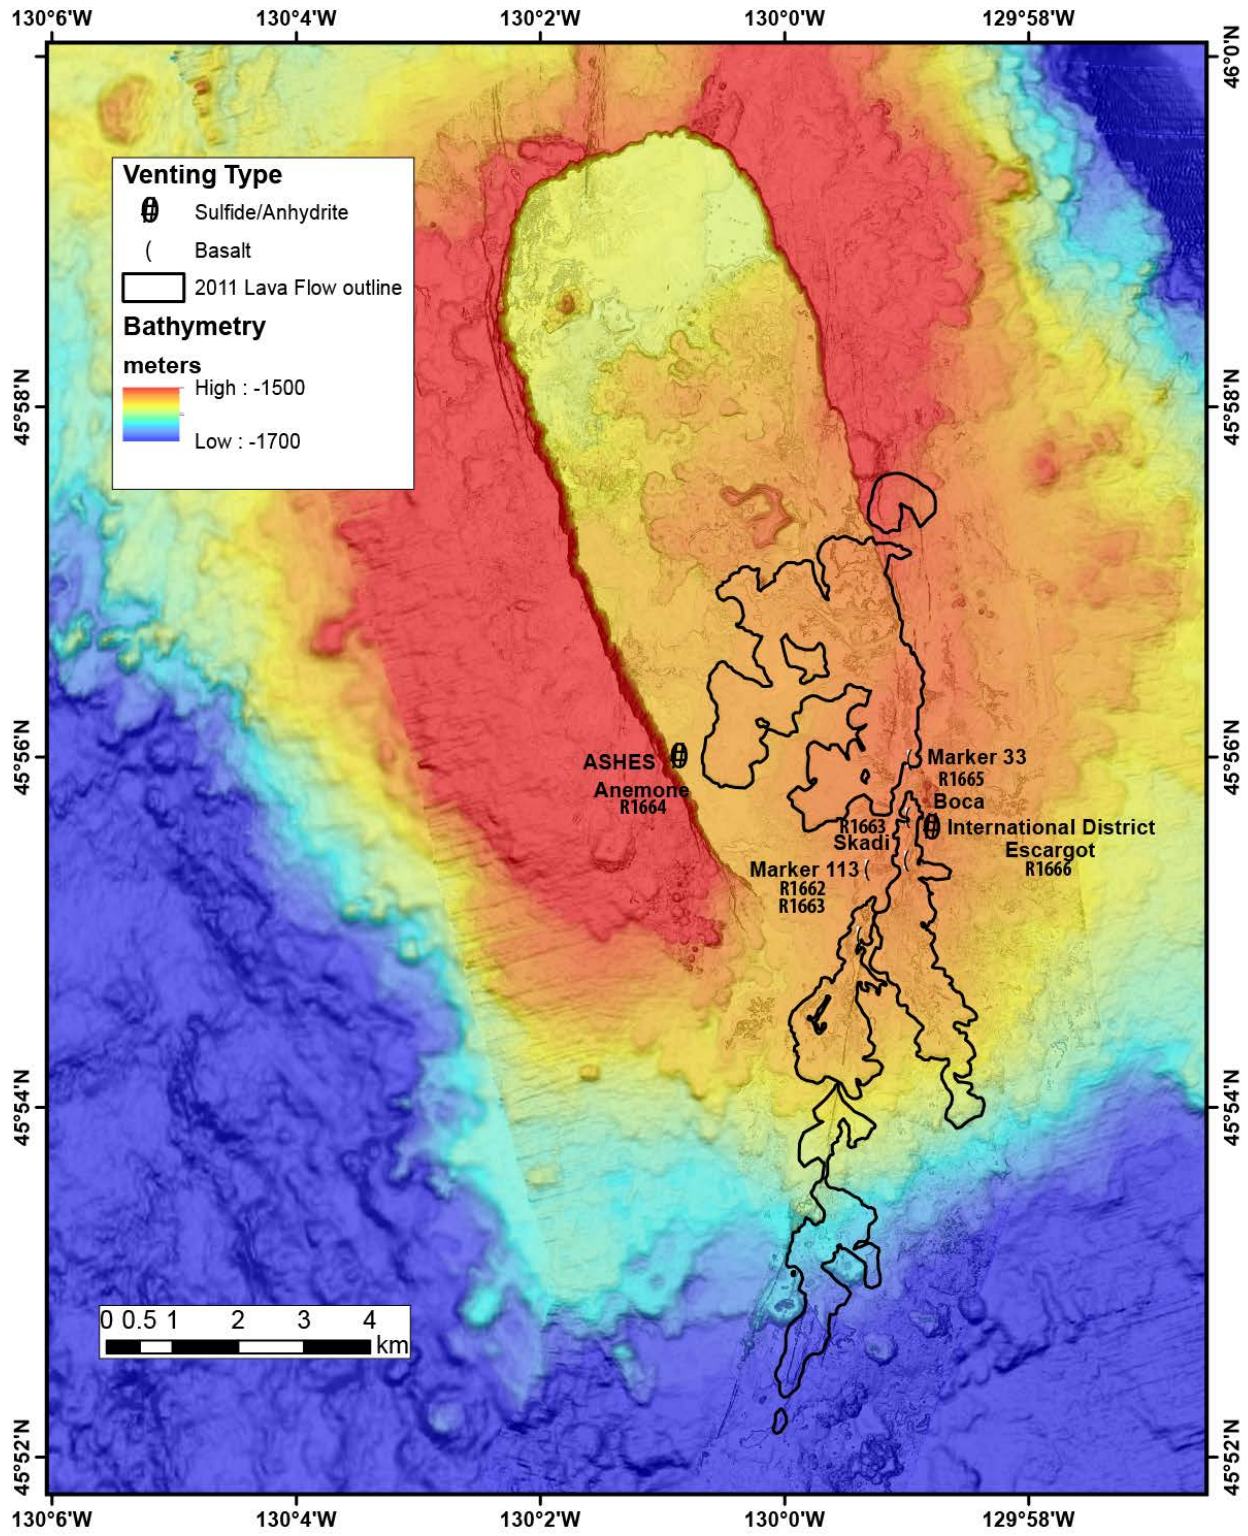 130°6'W 130°4'W 130°2'W 130°0'W 129°58'W
46°0'N
Venting Type
Sulfide/Anhydrite
Basalt
2011 Lava Flow outline
Bathymetry
meters
High : -1500
Low : -1700
45°58'N 45°58'N
45°56'N 45°56'N
ASHES
Anemone
R1664
Marker 33
R1665
Boca
R1663
Skadi
International District
Escargot
R1666
Marker 113
R1662
R1663
45°54'N 45°54'N
0 0.5 1 2 3 4
km
45°52'N 45°52'N
130°6'W 130°4'W 130°2'W 130°0'W 129°58'W